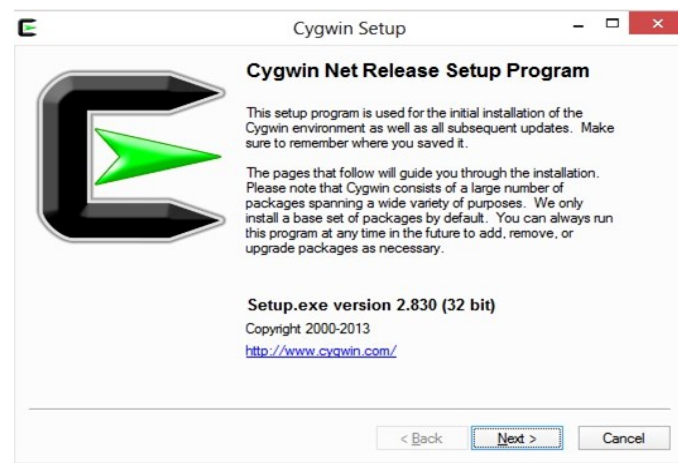 Cygwin Setup
Cygwin Net Release Setup Program
This setup program is used for the initial installation of the
Cygwin environment as well as all subsequent updates. Make
sure to remember where you saved it.
The pages that follow will guide you through the installation.
Please note that Cygwin consists of a large number of
packages spanning a wide variety of purposes. We only
install a base set of packages by default. You can always run
this program at any time in the future to add, remove, or
upgrade packages as necessary.
Setup.exe version 2.830 (32 bit)
Copyright 2000-2013
http://www.cygwin.com/
< Back Next > Cancel